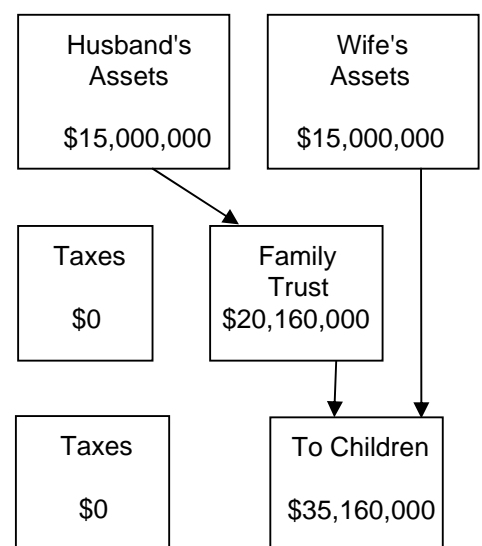 Husband's
Assets
$15,000,000
Wife's
Assets
$15,000,000
Taxes
$0
Family
Trust
$20,160,000
Taxes
$0
To Children
$35,160,000